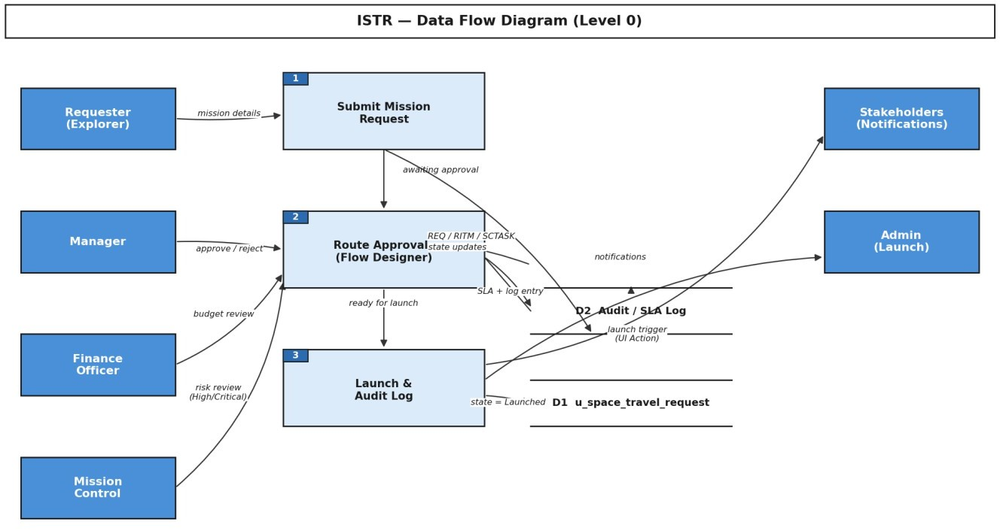 ISTR — Data Flow Diagram (Level 0)
1
Submit Mission
Request
Requester
(Explorer)
mission details
Stakeholders
(Notifications)
awaiting approval
Manager
approve / reject
2
Route Approval
(Flow Designer)
REQ / RITM / SCTASK
state updates
notifications
Admin
(Launch)
SLA + log entry
ready for launch
budget review
D2 Audit / SLA Log
launch trigger
(UI Action)
Finance
Officer
risk review
(High/Critical)
3
Launch &
Audit Log
state = Launched
D1 u_space_travel_request
Mission
Control